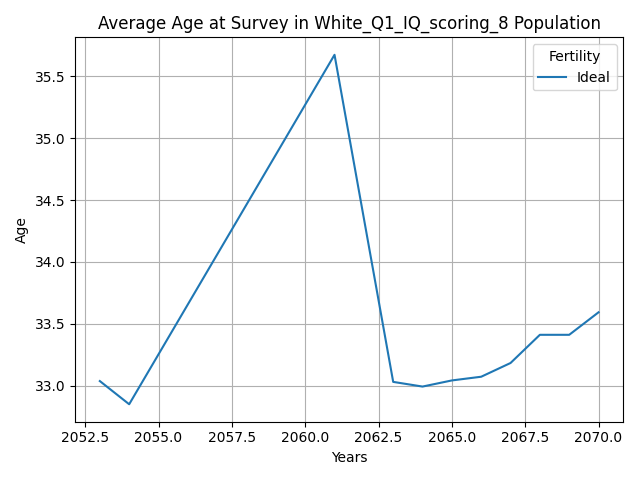 Average Age at Survey in White_Q1_IQ_scoring_8 Population
Fertility
Ideal
35.5
35.0
34.5
34.0
33.5
33.0
Age
2052.5 2055.0 2057.5 2060.0 2062.5 2065.0 2067.5 2070.0
Years